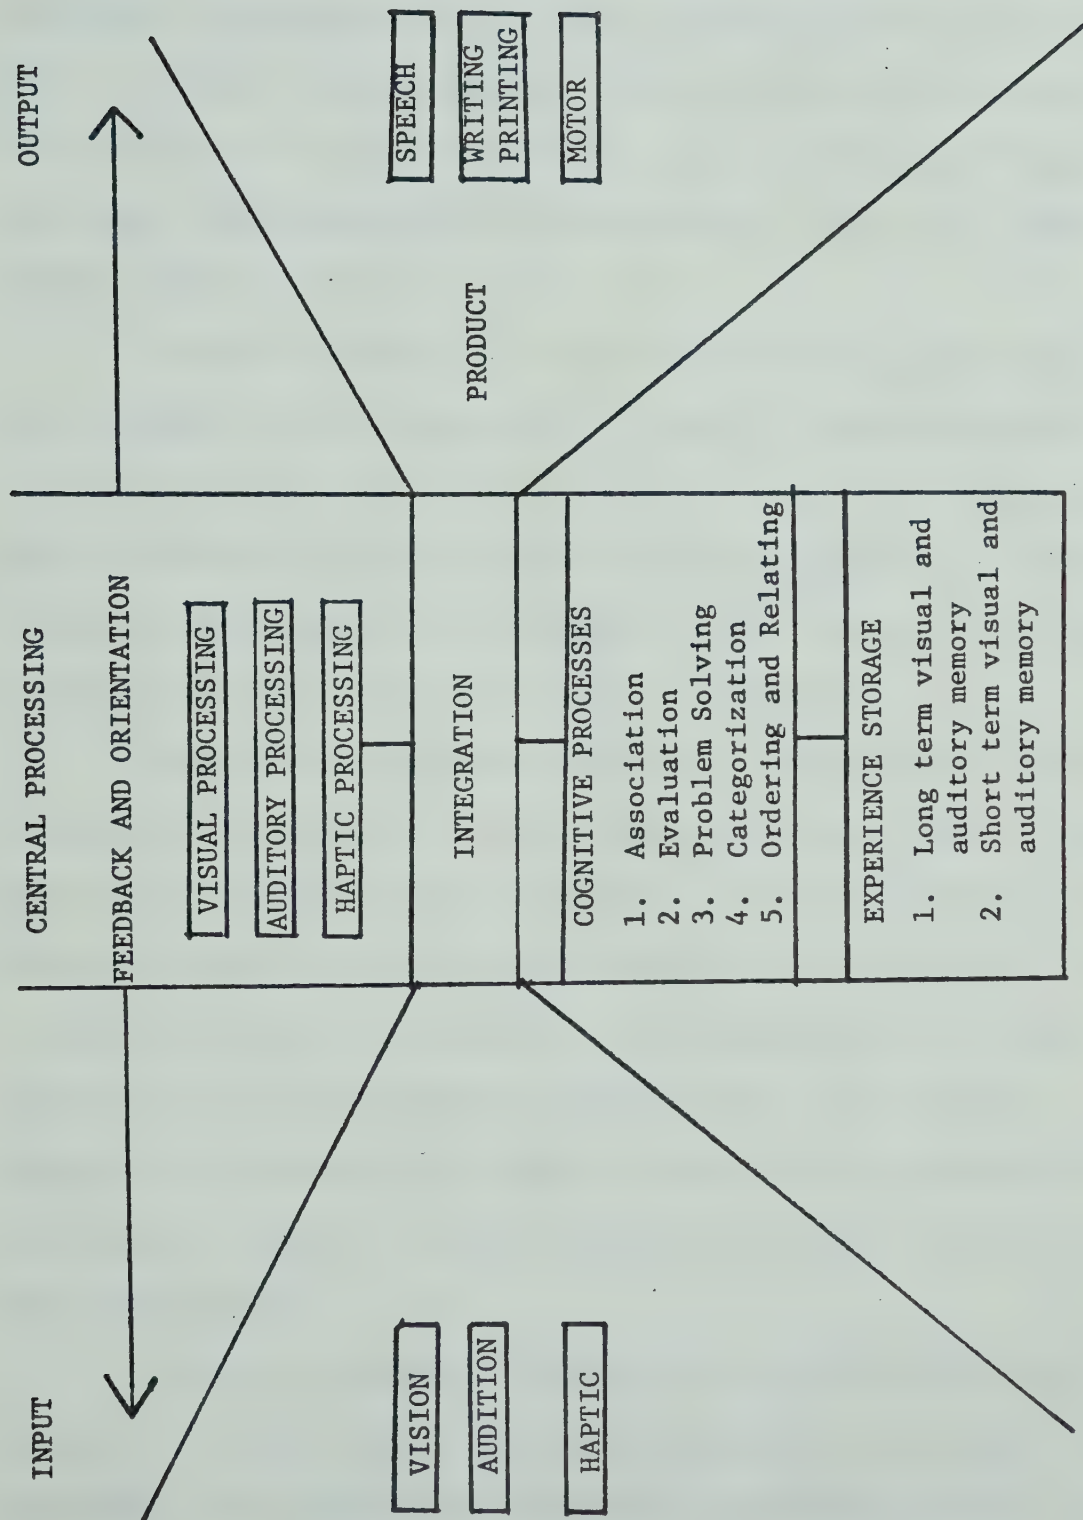 INPUT
CENTRAL PROCESSING
OUTPUT
FEEDBACK AND ORIENTATION
VISUAL PROCESSING
AUDITORY PROCESSING
HAPTIC PROCESSING
VISION
AUDITION
HAPTIC
INTEGRATION
PRODUCT
SPEECH
WRITING
PRINTING
MOTOR
COGNITIVE PROCESSES
1. Association
2. Evaluation
3. Problem Solving
4. Categorization
5. Ordering and Relating
EXPERIENCE STORAGE
1. Long term visual and
auditory memory
2. Short term visual and
auditory memory